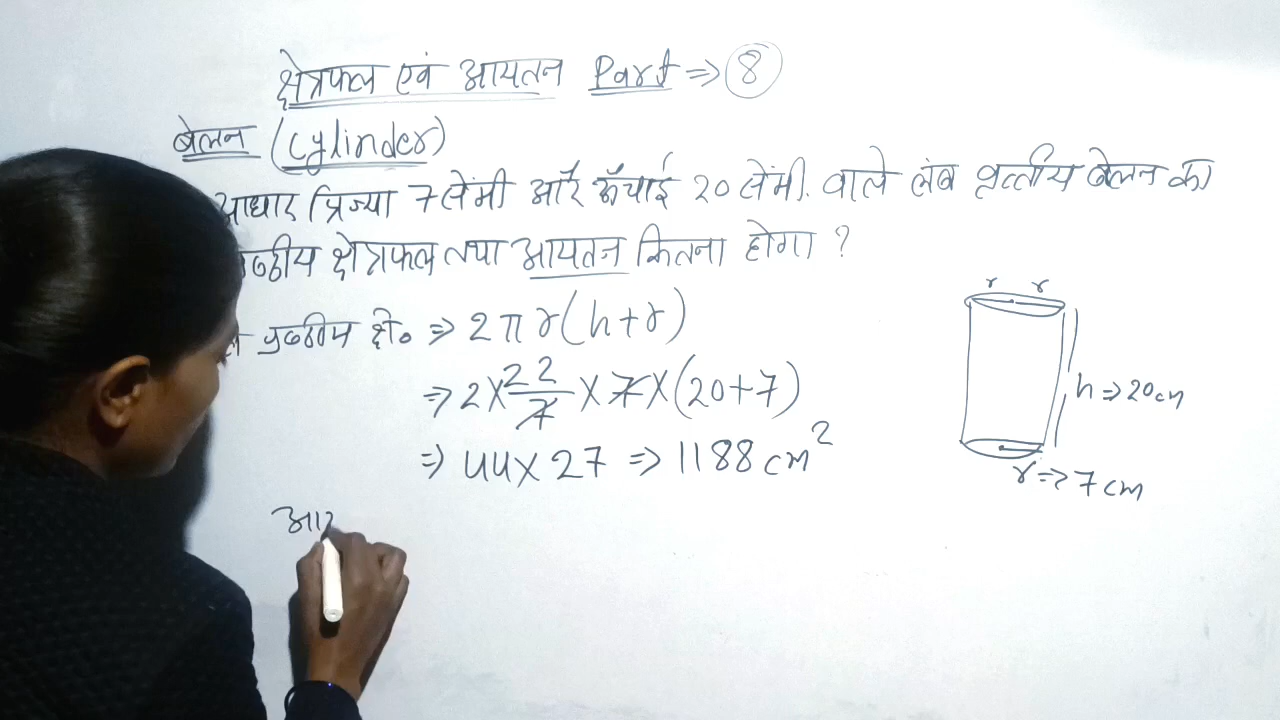 क्षेत्रफल एवं आयतन Part ⇒ 8
बेलन (Cylinder)
आधार त्रिज्या 7 सेंमी और ऊँचाई 20 सेंमी. वाले लंब वृत्तीय बेलन का
क्षेत्रफल तथा आयतन कितना होगा ?
पृष्ठीय क्षे० ⇒ 2πr(h+r)
⇒ 2×22/7 × 7×(20+7)
⇒ 44×27 ⇒ 1188 cm²
r r
h ⇒ 20cm
r ⇒ 7cm